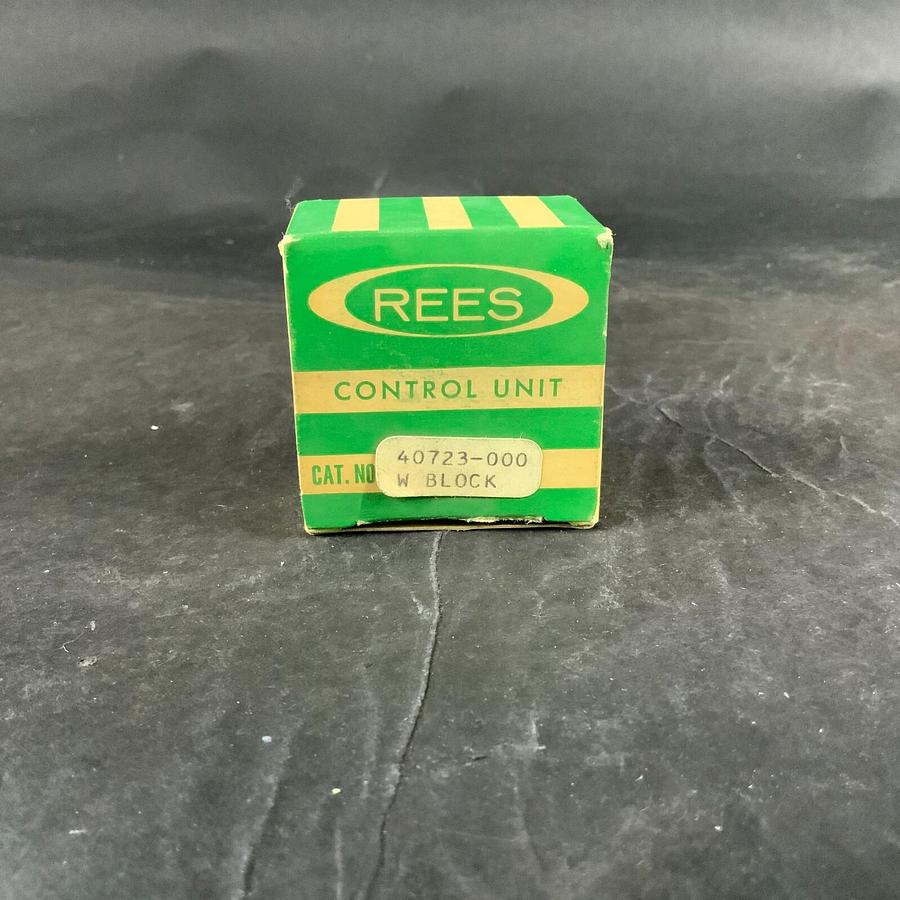 REES
CONTROL UNIT
CAT. NO
40723-000
W BLOCK